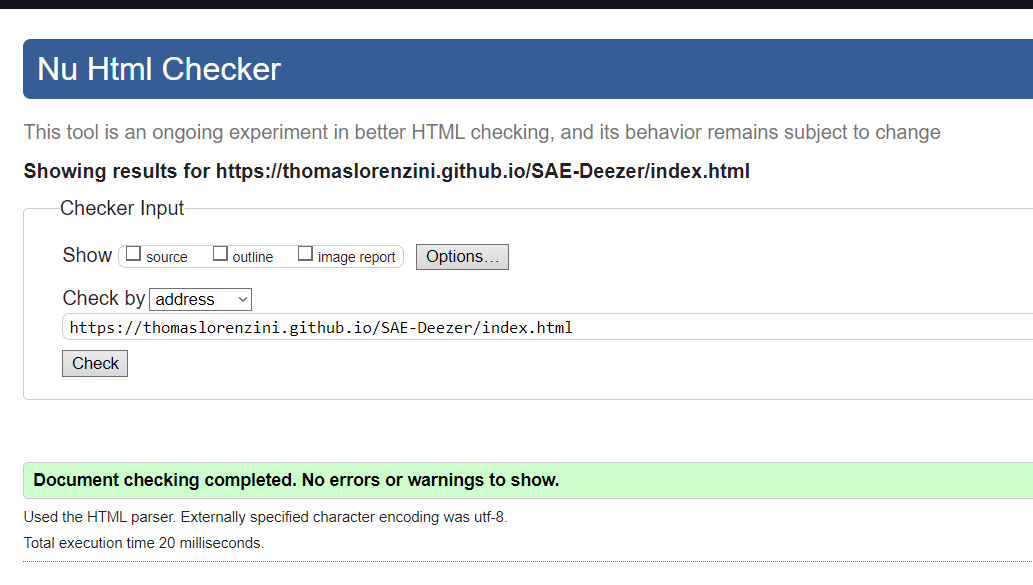 Nu Html Checker
This tool is an ongoing experiment in better HTML checking, and its behavior remains subject to change
Showing results for https://thomaslorenzini.github.io/SAE-Deezer/index.html
Checker Input
Show source outline image report Options...
Check by address
https://thomaslorenzini.github.io/SAE-Deezer/index.html
Check
Document checking completed. No errors or warnings to show.
Used the HTML parser. Externally specified character encoding was utf-8.
Total execution time 20 milliseconds.